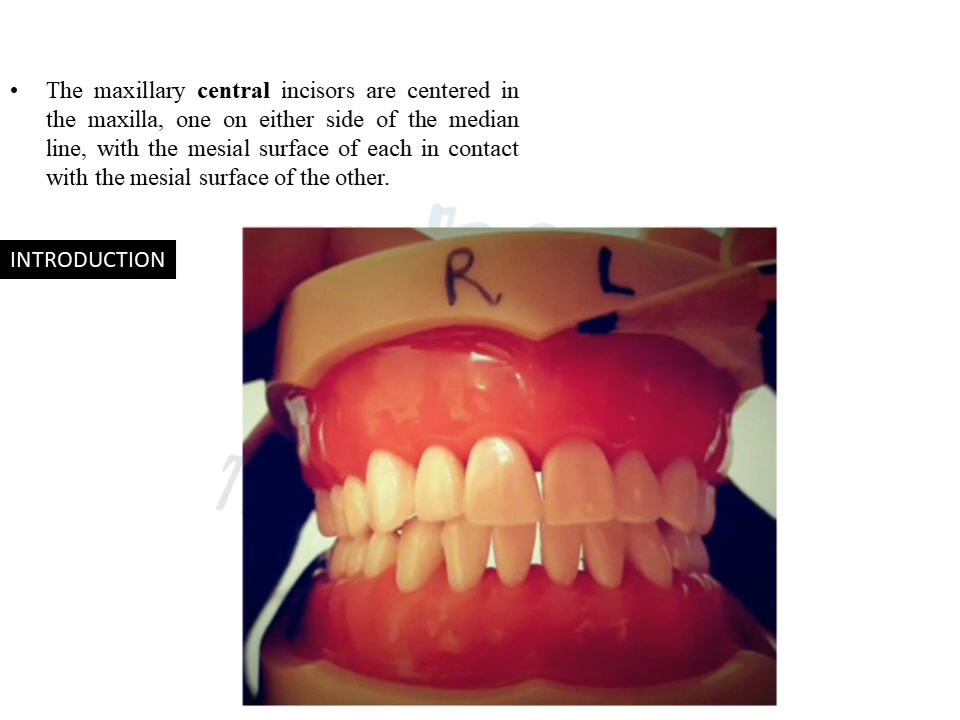 • The maxillary central incisors are centered in
the maxilla, one on either side of the median
line, with the mesial surface of each in contact
with the mesial surface of the other.
INTRODUCTION
R L